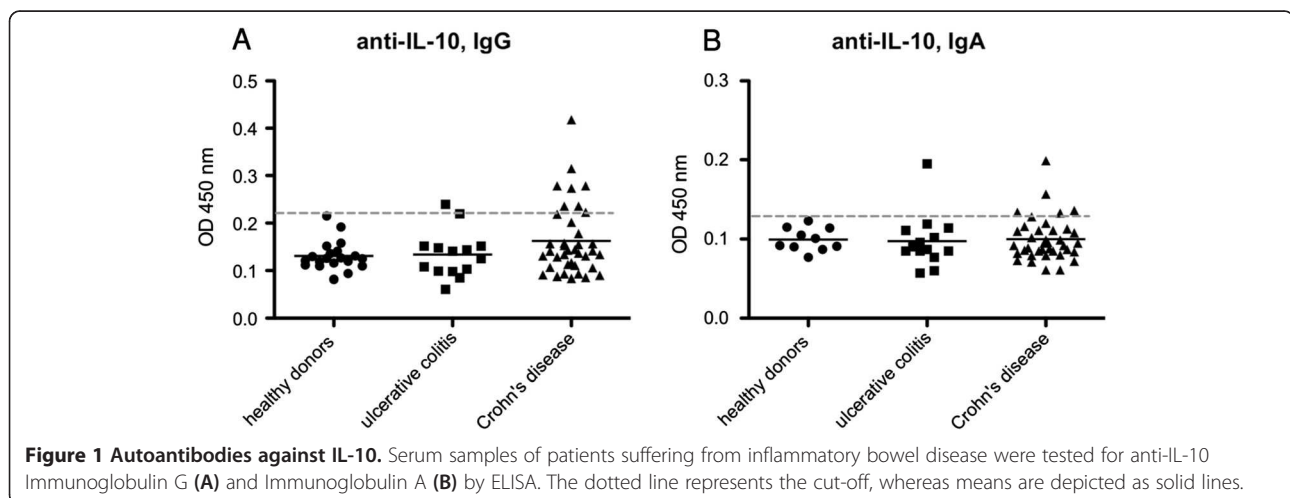 A
anti-IL-10, IgG
OD 450 nm
0.5
0.4
0.3
0.2
0.1
0.0
healthy donors
ulcerative colitis
Crohn's disease
B
anti-IL-10, IgA
OD 450 nm
0.3
0.2
0.1
0.0
healthy donors
ulcerative colitis
Crohn's disease
Figure 1 Autoantibodies against IL-10. Serum samples of patients suffering from inflammatory bowel disease were tested for anti-IL-10
Immunoglobulin G (A) and Immunoglobulin A (B) by ELISA. The dotted line represents the cut-off, whereas means are depicted as solid lines.